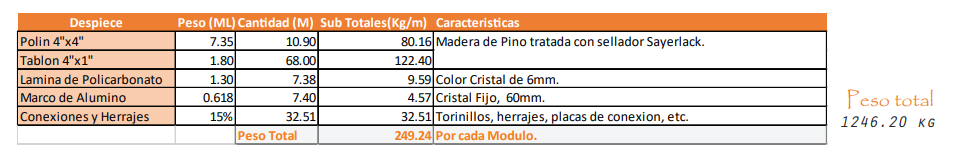 Despiece Peso (ML) Cantidad (M) Sub Totales(Kg/m) Caracteristicas
Polin 4"x4" 7.35 10.90 80.16 Madera de Pino tratada con sellador Sayerlack.
Tablon 4"x1" 1.80 68.00 122.40
Lamina de Policarbonato 1.30 7.38 9.59 Color Cristal de 6mm.
Marco de Alumino 0.618 7.40 4.57 Cristal Fijo, 60mm.
Conexiones y Herrajes 15% 32.51 32.51 Torinillos, herrajes, placas de conexion, etc.
Peso Total 249.24 Por cada Modulo.
Peso total
1246.20 KG